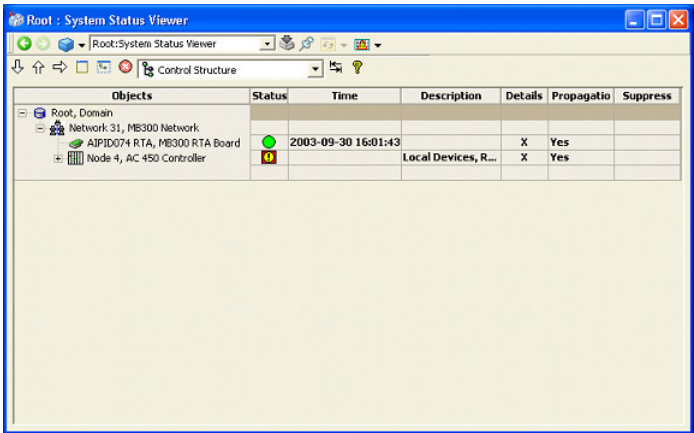 Root : System Status Viewer
Root:System Status Viewer
Control Structure
Objects Status Time Description Details Propagatio Suppress
Root, Domain
Network 31, MB300 Network
AIPID074 RTA, MB300 RTA Board 2003-09-30 16:01:43 X Yes
Node 4, AC 450 Controller Local Devices, R... X Yes